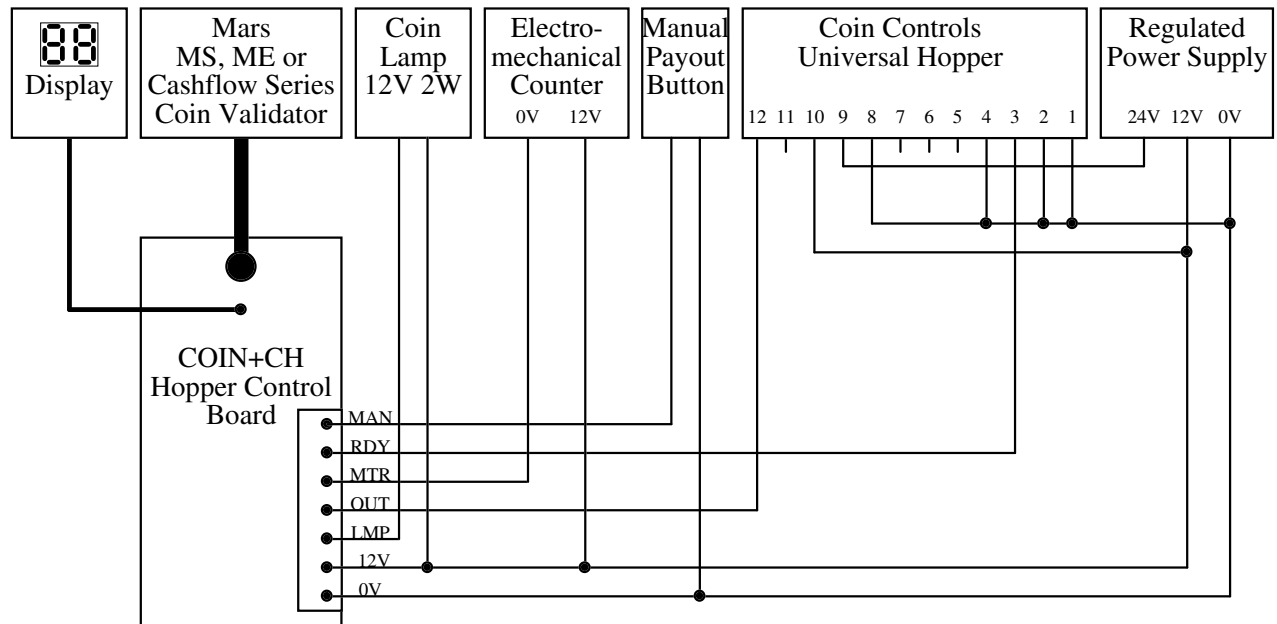 88
Display
Mars
MS, ME or
Cashflow Series
Coin Validator
Coin
Lamp
12V 2W
Electro-
mechanical
Counter
0V 12V
Manual
Payout
Button
Coin Controls
Universal Hopper
12 11 10 9 8 7 6 5 4 3 2 1
Regulated
Power Supply
24V 12V 0V
COIN+CH
Hopper Control
Board
MAN
RDY
MTR
OUT
LMP
12V
0V